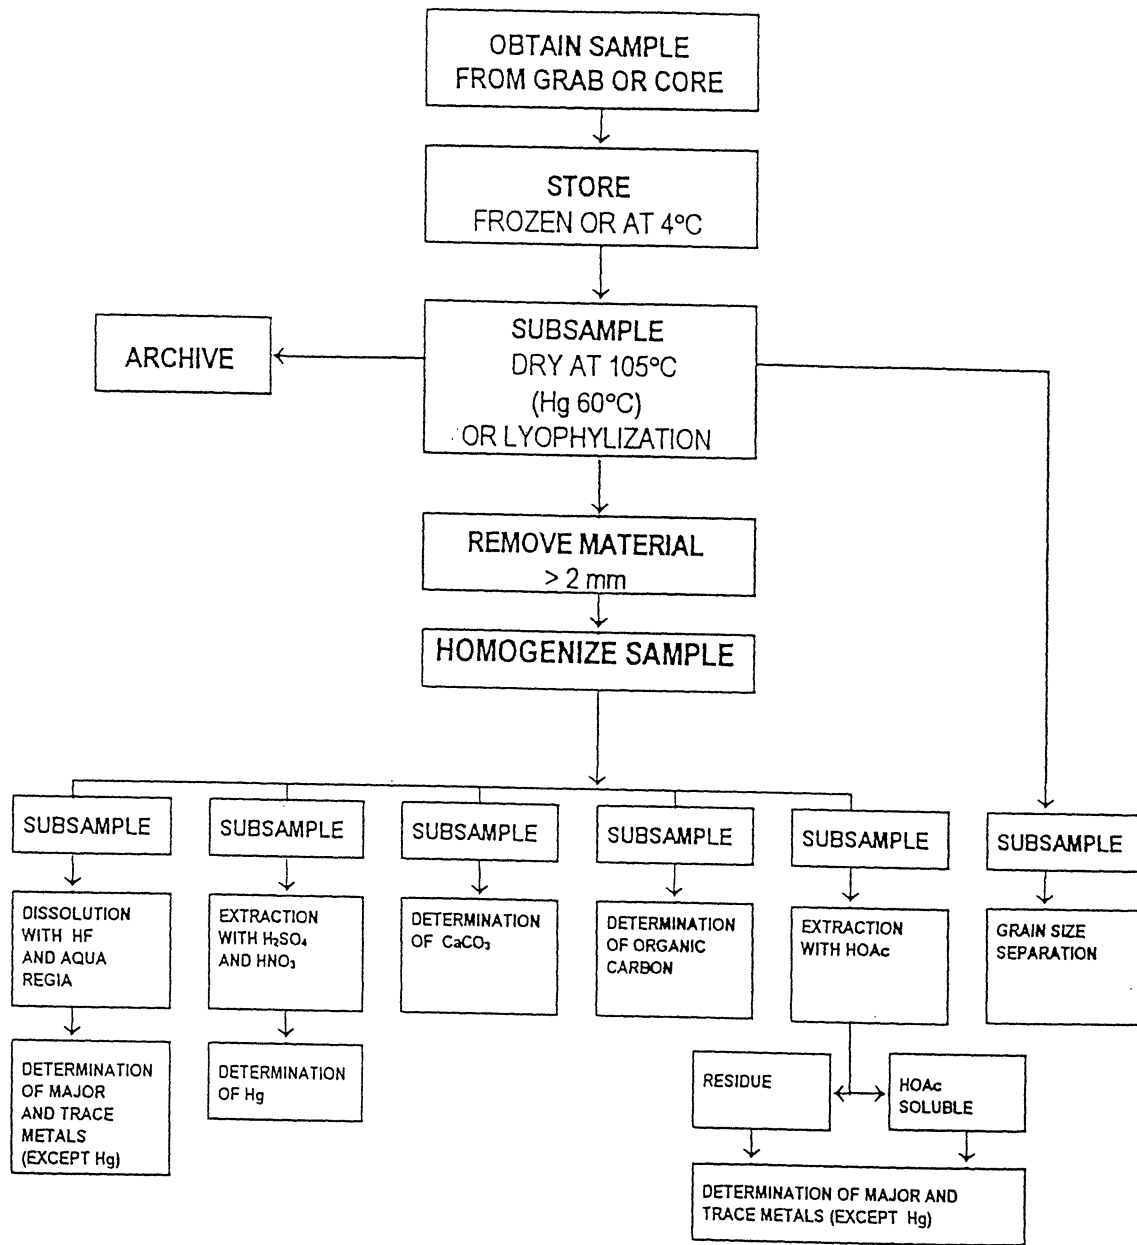 OBTAIN SAMPLE
FROM GRAB OR CORE
STORE
FROZEN OR AT 4°C
ARCHIVE
SUBSAMPLE
DRY AT 105°C
(Hg 60°C)
OR LYOPHYLIZATION
REMOVE MATERIAL
> 2 mm
HOMOGENIZE SAMPLE
SUBSAMPLE
SUBSAMPLE
SUBSAMPLE
SUBSAMPLE
SUBSAMPLE
SUBSAMPLE
DISSOLUTION
WITH HF
AND AQUA
REGIA
EXTRACTION
WITH H₂SO₄
AND HNO₃
DETERMINATION
OF CaCO₃
DETERMINATION
OF ORGANIC
CARBON
EXTRACTION
WITH HOAc
GRAIN SIZE
SEPARATION
DETERMINATION
OF MAJOR
AND TRACE
METALS
(EXCEPT Hg)
DETERMINATION
OF Hg
RESIDUE
HOAc
SOLUBLE
DETERMINATION OF MAJOR AND
TRACE METALS (EXCEPT Hg)